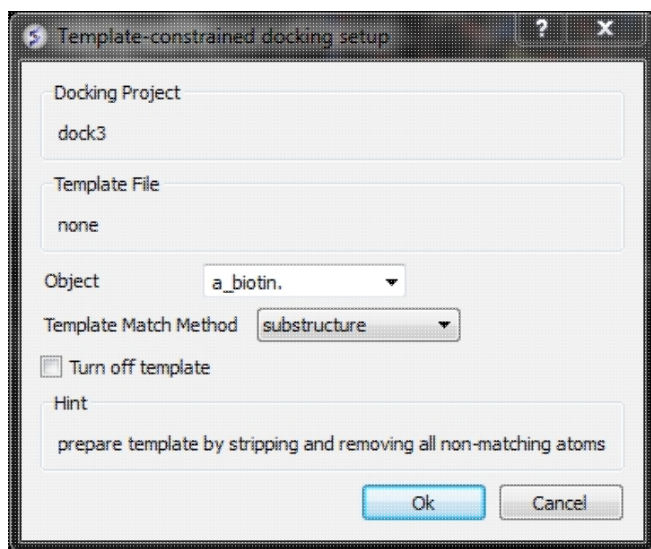 Template-constrained docking setup
?
X
Docking Project
dock3
Template File
none
Object a_biotin.
Template Match Method substructure
Turn off template
Hint
prepare template by stripping and removing all non-matching atoms
Ok Cancel